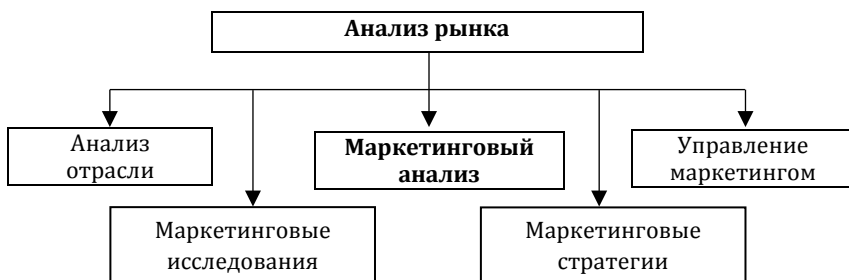 Анализ рынка
Анализ
отрасли
Маркетинговый
анализ
Управление
маркетингом
Маркетинговые
исследования
Маркетинговые
стратегии